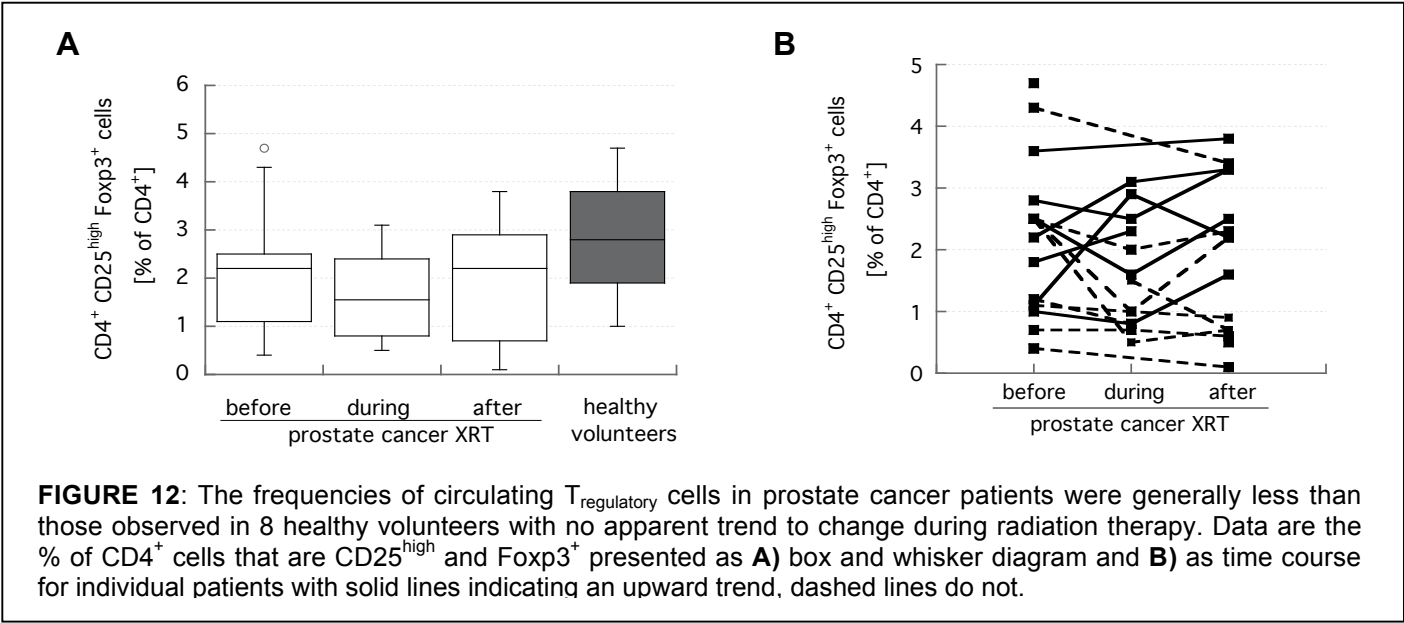 A
B
CD4+ CD25high Foxp3+ cells
[% of CD4+]
6
5
4
3
2
1
0
before during after healthy
prostate cancer XRT volunteers
CD4+ CD25high Foxp3+ cells
[% of CD4+]
5
4
3
2
1
0
before during after
prostate cancer XRT
FIGURE 12: The frequencies of circulating Tregulatory cells in prostate cancer patients were generally less than
those observed in 8 healthy volunteers with no apparent trend to change during radiation therapy. Data are the
% of CD4+ cells that are CD25high and Foxp3+ presented as A) box and whisker diagram and B) as time course
for individual patients with solid lines indicating an upward trend, dashed lines do not.